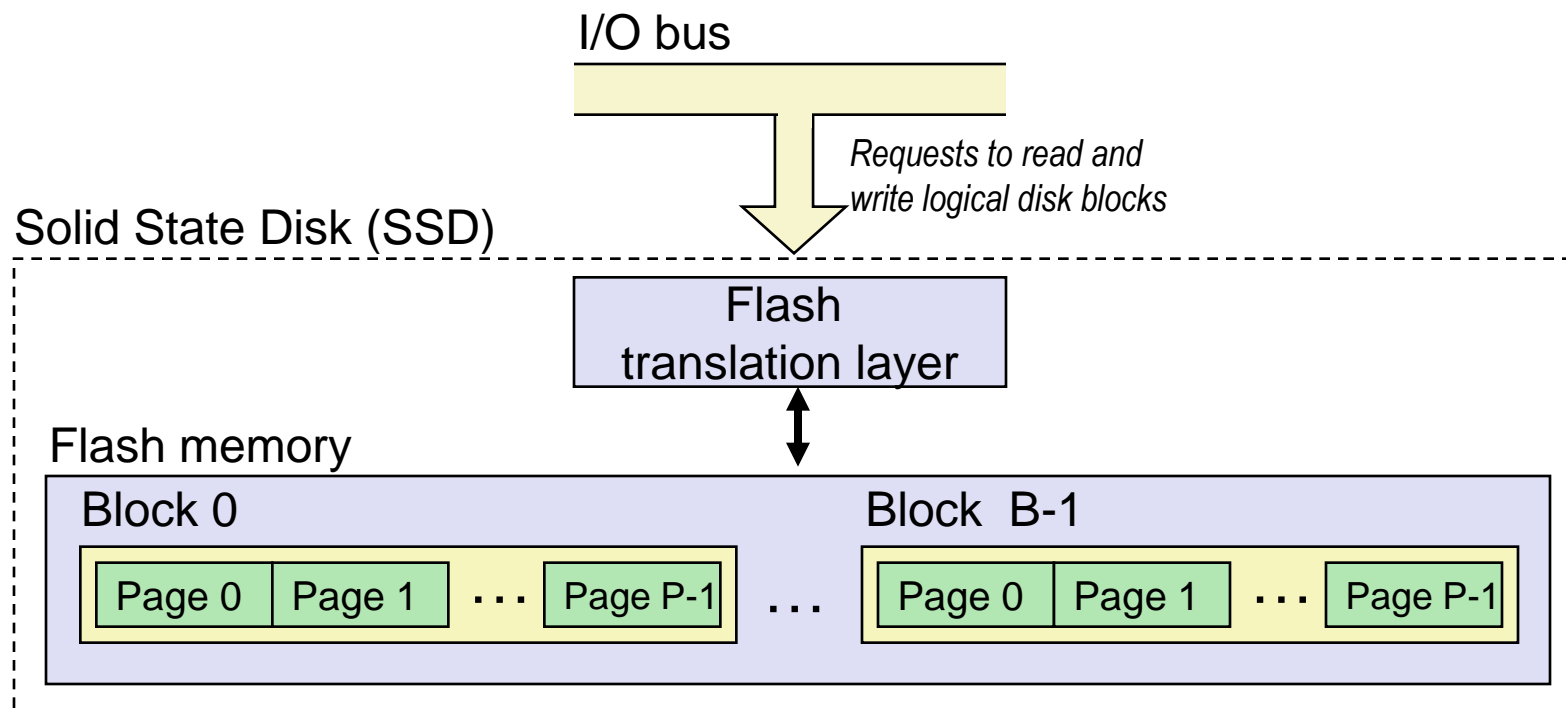 I/O bus
Requests to read and
write logical disk blocks
Solid State Disk (SSD)
Flash
translation layer
Flash memory
Block 0
Block B-1
Page 0 Page 1 ... Page P-1 ... Page 0 Page 1 ... Page P-1